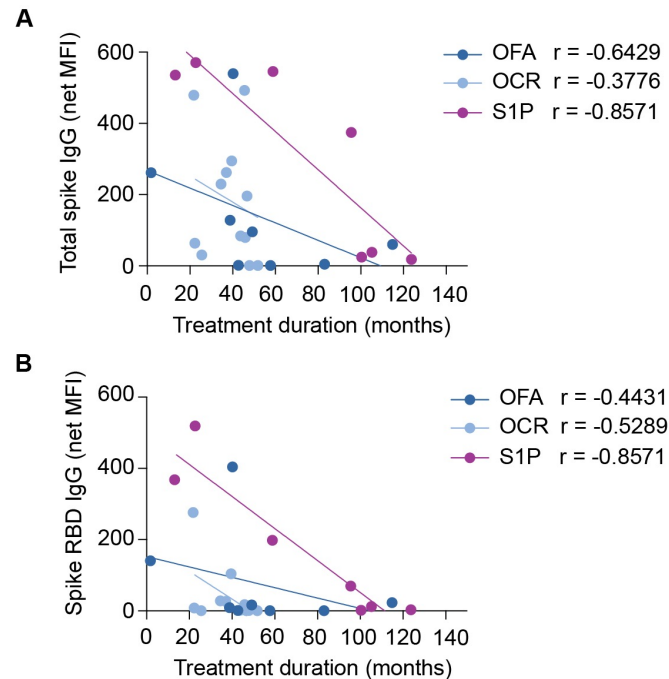 A
Total spike IgG (net MFI)
600
400
200
0
0 20 40 60 80 100 120 140
Treatment duration (months)
OFA r = -0.6429
OCR r = -0.3776
S1P r = -0.8571
B
Spike RBD IgG (net MFI)
600
400
200
0
0 20 40 60 80 100 120 140
Treatment duration (months)
OFA r = -0.4431
OCR r = -0.5289
S1P r = -0.8571